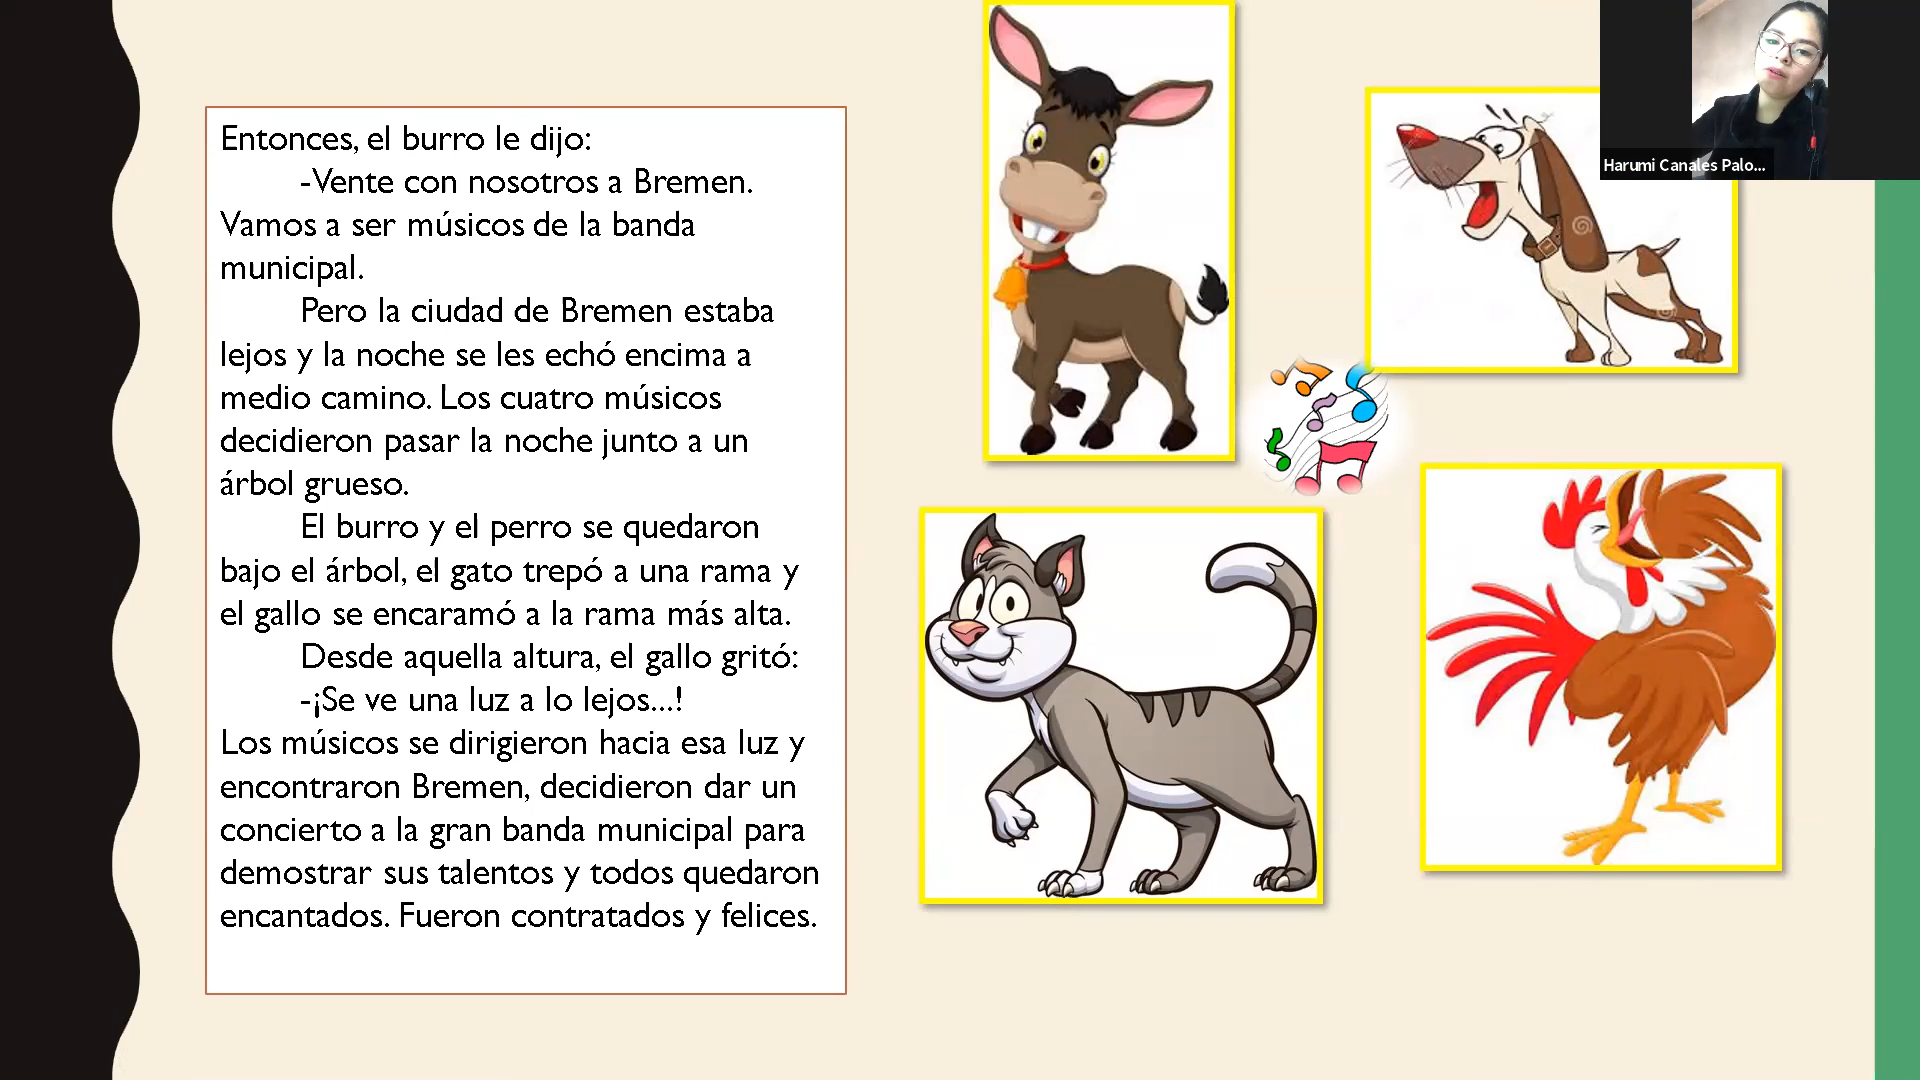 Entonces, el burro le dijo:
-Vente con nosotros a Bremen.
Vamos a ser músicos de la banda
municipal.
Pero la ciudad de Bremen estaba
lejos y la noche se les echó encima a
medio camino. Los cuatro músicos
decidieron pasar la noche junto a un
árbol grueso.
El burro y el perro se quedaron
bajo el árbol, el gato trepó a una rama y
el gallo se encaramó a la rama más alta.
Desde aquella altura, el gallo gritó:
-¡Se ve una luz a lo lejos...!
Los músicos se dirigieron hacia esa luz y
encontraron Bremen, decidieron dar un
concierto a la gran banda municipal para
demostrar sus talentos y todos quedaron
encantados. Fueron contratados y felices.
Harumi Canales Palo...